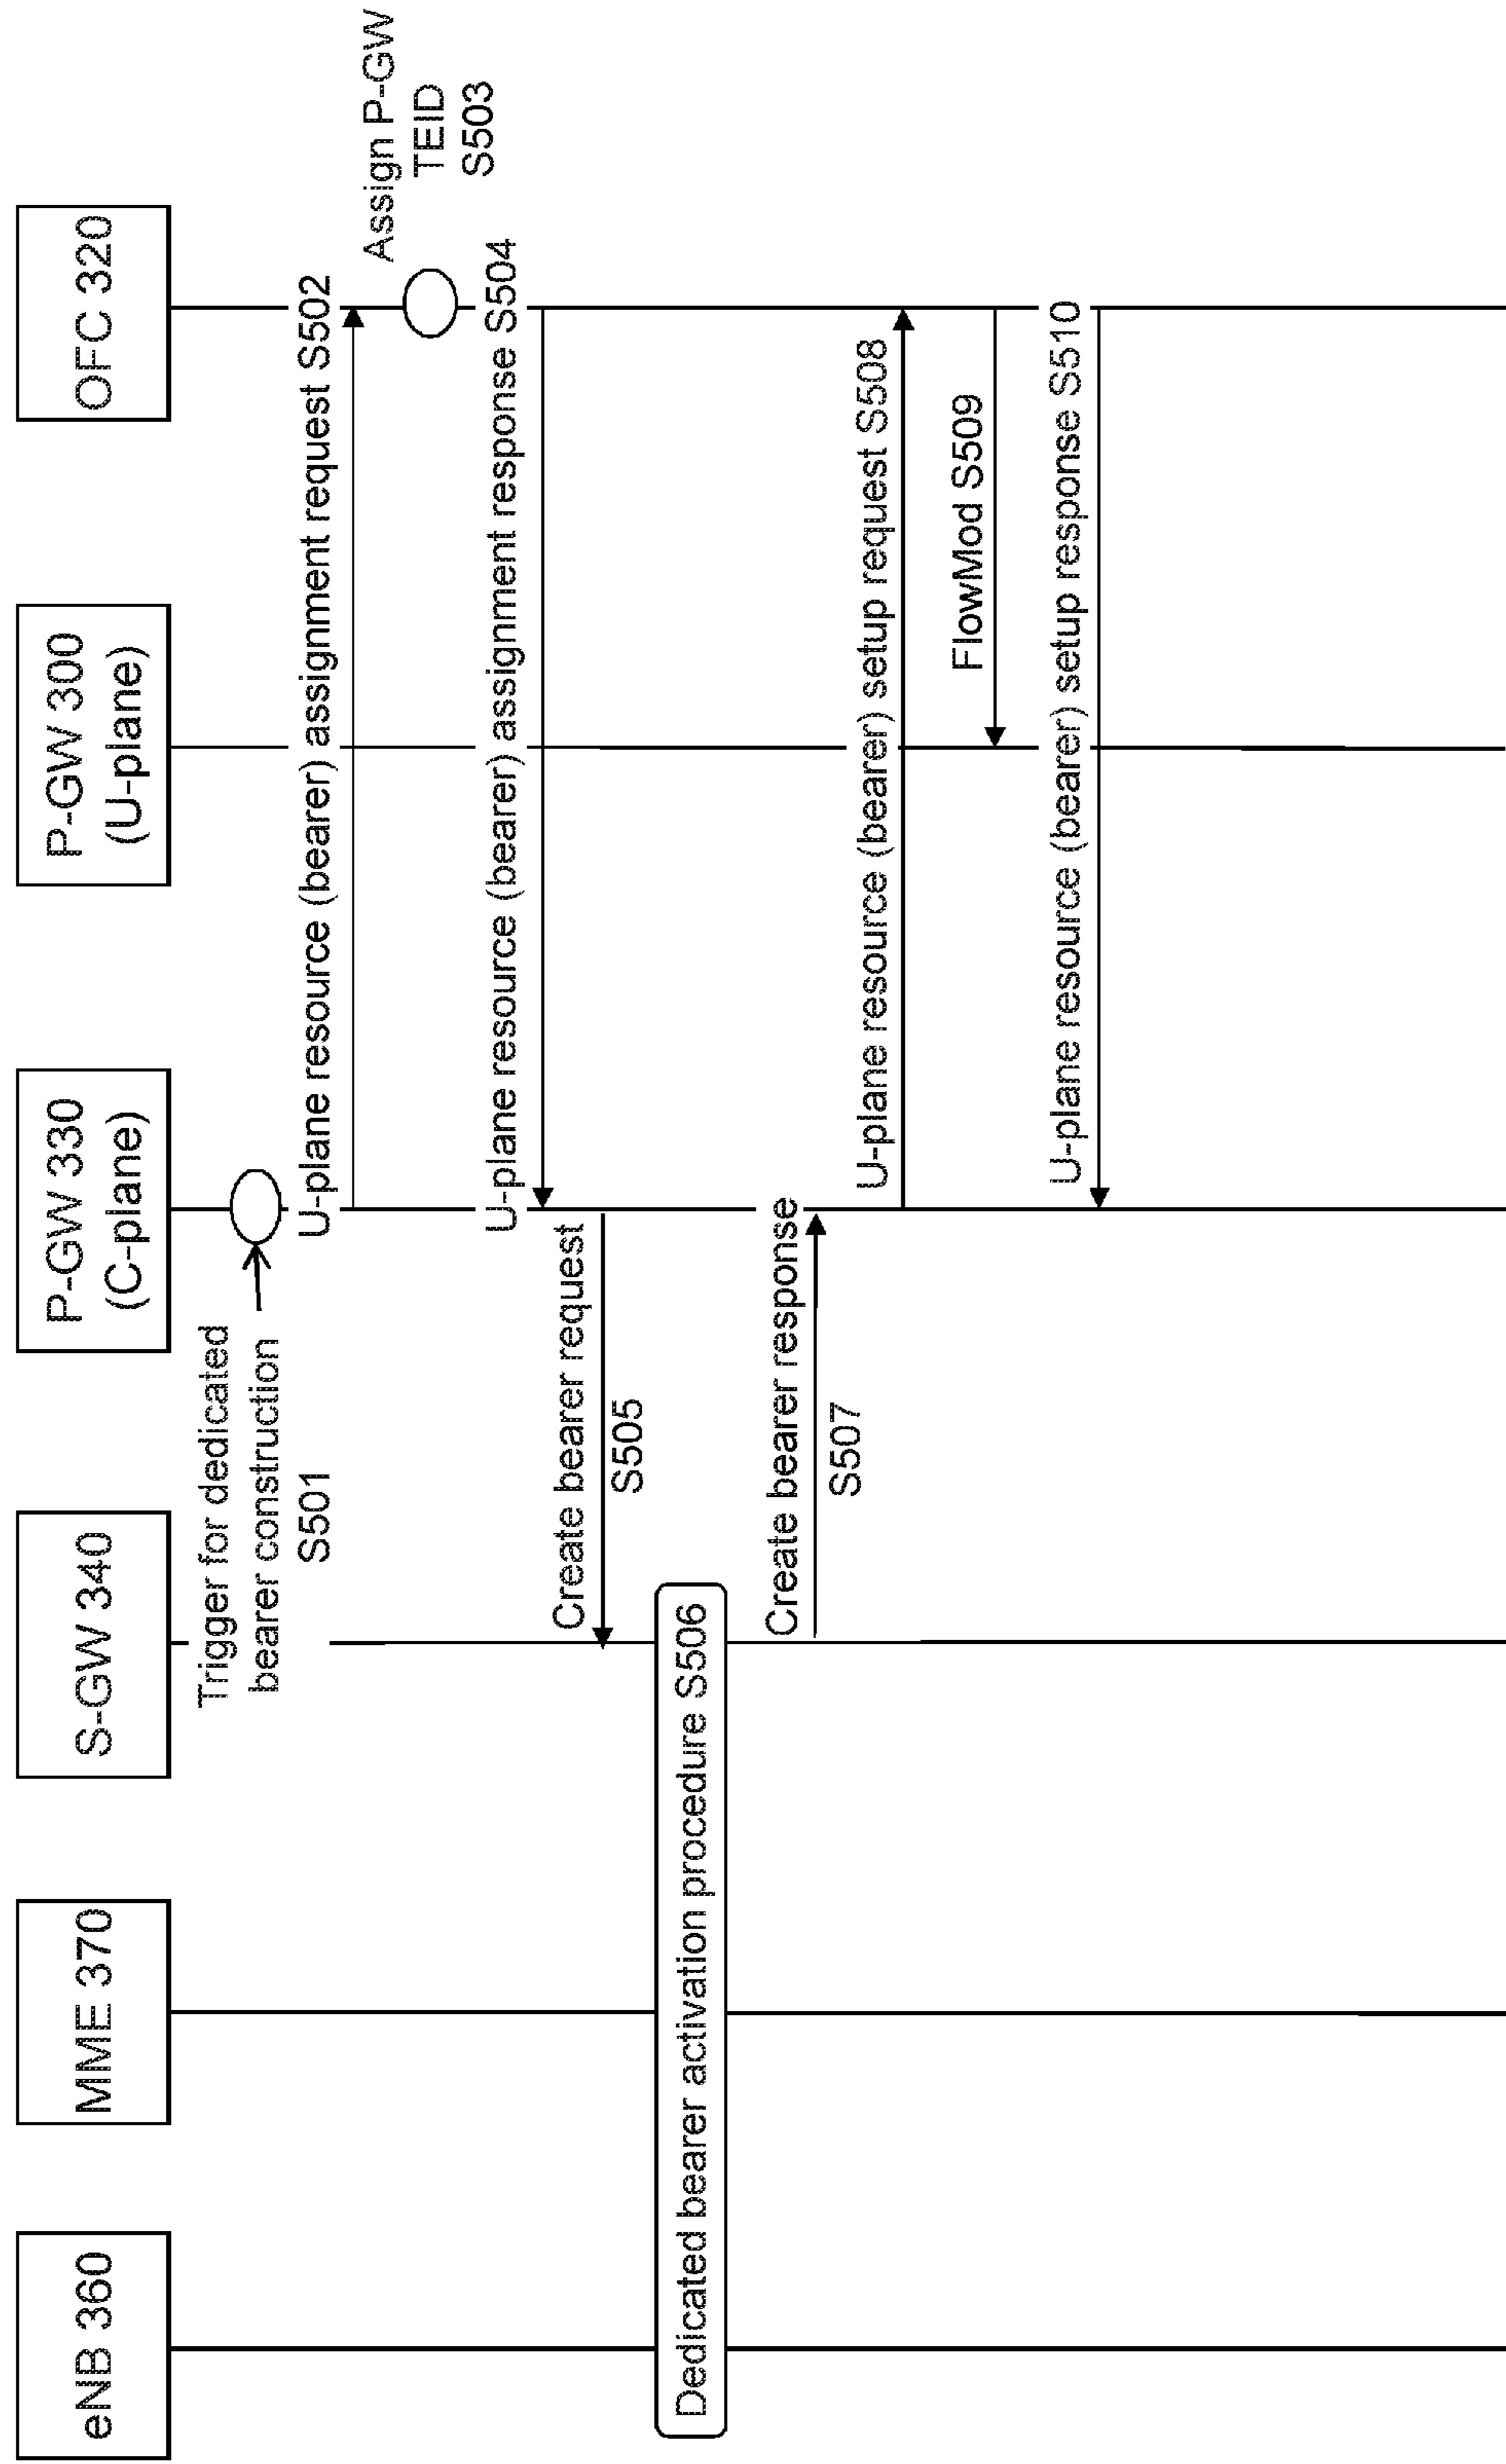 eNB 360
MME 370
S-GW 340
P-GW 330
(C-plane)
P-GW 300
(U-plane)
OFC 320
Trigger for dedicated
bearer construction
S501
U-plane resource (bearer) assignment request S502
Assign P-GW
TEID
S503
U-plane resource (bearer) assignment response S504
Create bearer request
S505
Dedicated bearer activation procedure S506
Create bearer response
S507
U-plane resource (bearer) setup request S508
FlowMod S509
U-plane resource (bearer) setup response S510